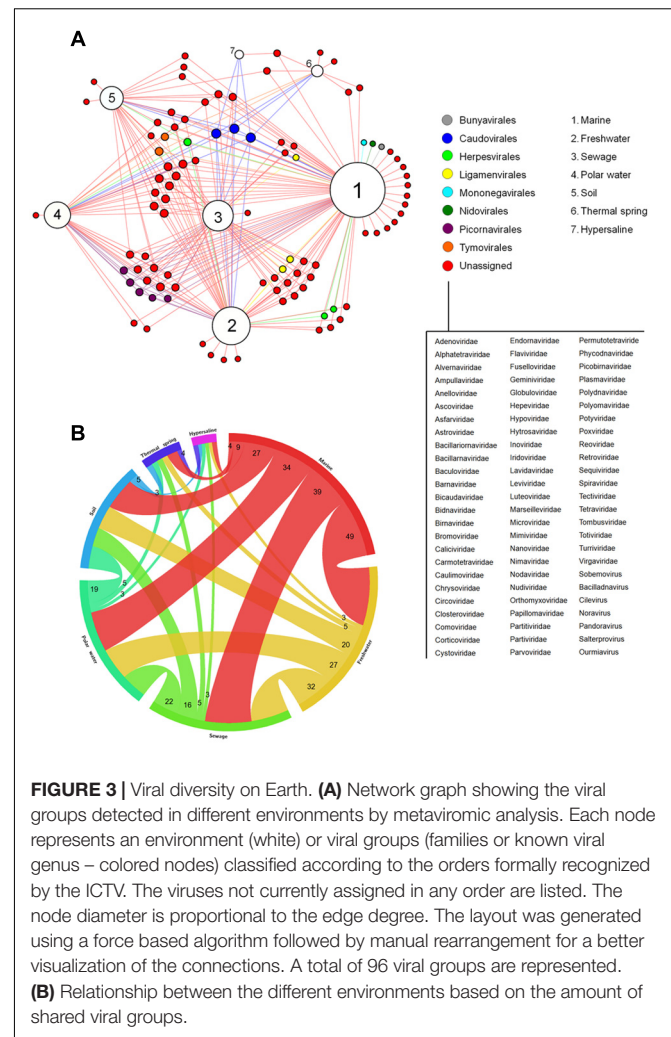 A
7
6
5
1
3
4
2
Bunyavirales
Caudovirales
Herpesvirales
Ligamenvirales
Mononegavirales
Nidovirales
Picornavirales
Tymovirales
Unassigned
1. Marine
2. Freshwater
3. Sewage
4. Polar water
5. Soil
6. Thermal spring
7. Hypersaline
Adenoviridae Endornaviridae Permutotetraviride
Alphatetraviridae Flaviviridae Phycodnaviridae
Alvernaviridae Fuselloviridae Picobirnaviridae
Ampullaviridae Geminiviridae Plasmaviridae
Anelloviridae Globuloviridae Polydnaviridae
Ascoviridae Hepeviridae Polyomaviridae
Asfarviridae Hypoviridae Potyviridae
Astroviridae Hytrosaviridae Poxviridae
Bacillariornaviridae Inoviridae Reoviridae
Bacillarnaviridae Iridoviridae Retroviridae
Baculoviridae Lavidaviridae Sequiviridae
Barnaviridae Leviviridae Spiraviridae
Bicaudaviridae Luteoviridae Tectiviridae
Bidnaviridae Marseilleviridae Tetraviridae
Birnaviridae Microviridae Tombusviridae
Bromoviridae Mimiviridae Totiviridae
Caliciviridae Nanoviridae Turriviridae
Carmotetraviridae Nimaviridae Virgaviridae
Caulimoviridae Nodaviridae Sobemovirus
Chrysoviridae Nudiviridae Bacilladnavirus
Circoviridae Orthomyxoviridae Cilevirus
Closteroviridae Papillomaviridae Noravirus
Comoviridae Partitiviridae Pandoravirus
Corticoviridae Partiviridae Salterprovirus
Cystoviridae Parvoviridae Ourmiavirus
B
Thermal spring
Hypersaline
Marine
Soil
Polar water
Sewage
Freshwater
4
9
27
34
39
49
4
5
3
5
3
19
22
16
5
3
3
5
20
27
32
FIGURE 3 | Viral diversity on Earth. (A) Network graph showing the viral
groups detected in different environments by metaviromic analysis. Each node
represents an environment (white) or viral groups (families or known viral
genus – colored nodes) classified according to the orders formally recognized
by the ICTV. The viruses not currently assigned in any order are listed. The
node diameter is proportional to the edge degree. The layout was generated
using a force based algorithm followed by manual rearrangement for a better
visualization of the connections. A total of 96 viral groups are represented.
(B) Relationship between the different environments based on the amount of
shared viral groups.